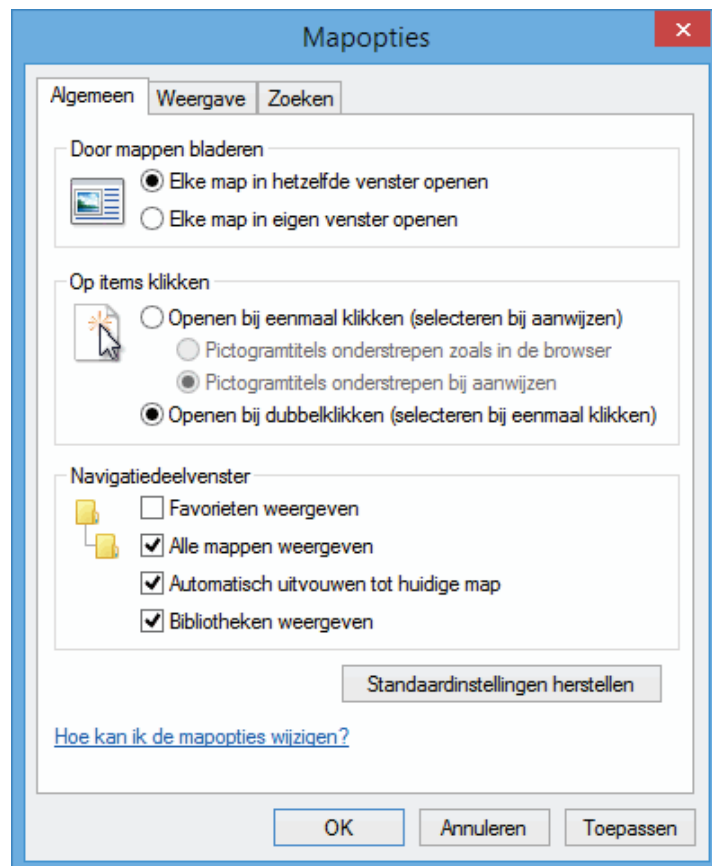 Mapopties
Algemeen Weergave Zoeken
Door mappen bladeren
Elke map in hetzelfde venster openen
Elke map in eigen venster openen
Op items klikken
Openen bij eenmaal klikken (selecteren bij aanwijzen)
Pictogramtitels onderstrepen zoals in de browser
Pictogramtitels onderstrepen bij aanwijzen
Openen bij dubbelklikken (selecteren bij eenmaal klikken)
Navigatiedeelvenster
Favorieten weergeven
Alle mappen weergeven
Automatisch uitvouwen tot huidige map
Bibliotheken weergeven
Standaardinstellingen herstellen
Hoe kan ik de mapopties wijzigen?
OK Annuleren Toepassen